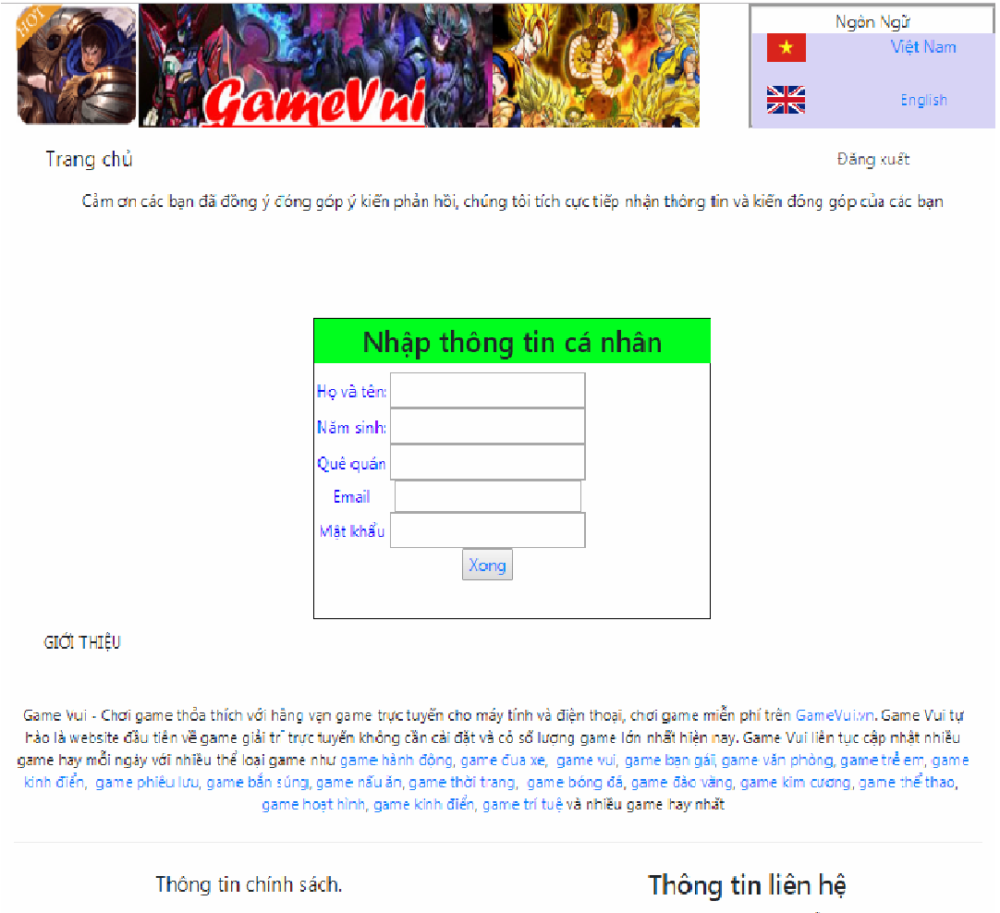 HOT
GameVui
Ngôn Ngữ
Việt Nam
English
Trang chủ
Đăng xuất
Cảm ơn các bạn đã đồng ý đóng góp ý kiến phản hồi, chúng tôi tích cực tiếp nhận thông tin và kiến đóng góp của các bạn
Nhập thông tin cá nhân
Họ và tên:
Năm sinh:
Quê quán
Email
Mật khẩu
Xong
GIỚI THIỆU
Game Vui - Chơi game thỏa thích với hàng vạn game trực tuyến cho máy tính và điện thoại, chơi game miễn phí trên GameVui.vn. Game Vui tự
hào là website đầu tiên về game giải trí trực tuyến không cần cài đặt và có số lượng game lớn nhất hiện nay. Game Vui liên tục cập nhật nhiều
game hay mỗi ngày với nhiều thể loại game như game hành động, game đua xe, game vui, game bạn gái, game văn phòng, game trẻ em, game
kinh điển, game phiêu lưu, game bắn súng, game nấu ăn, game thời trang, game bóng đá, game đào vàng, game kim cương, game thể thao,
game hoạt hình, game kinh điển, game trí tuệ và nhiều game hay nhất
Thông tin chính sách.
Thông tin liên hệ